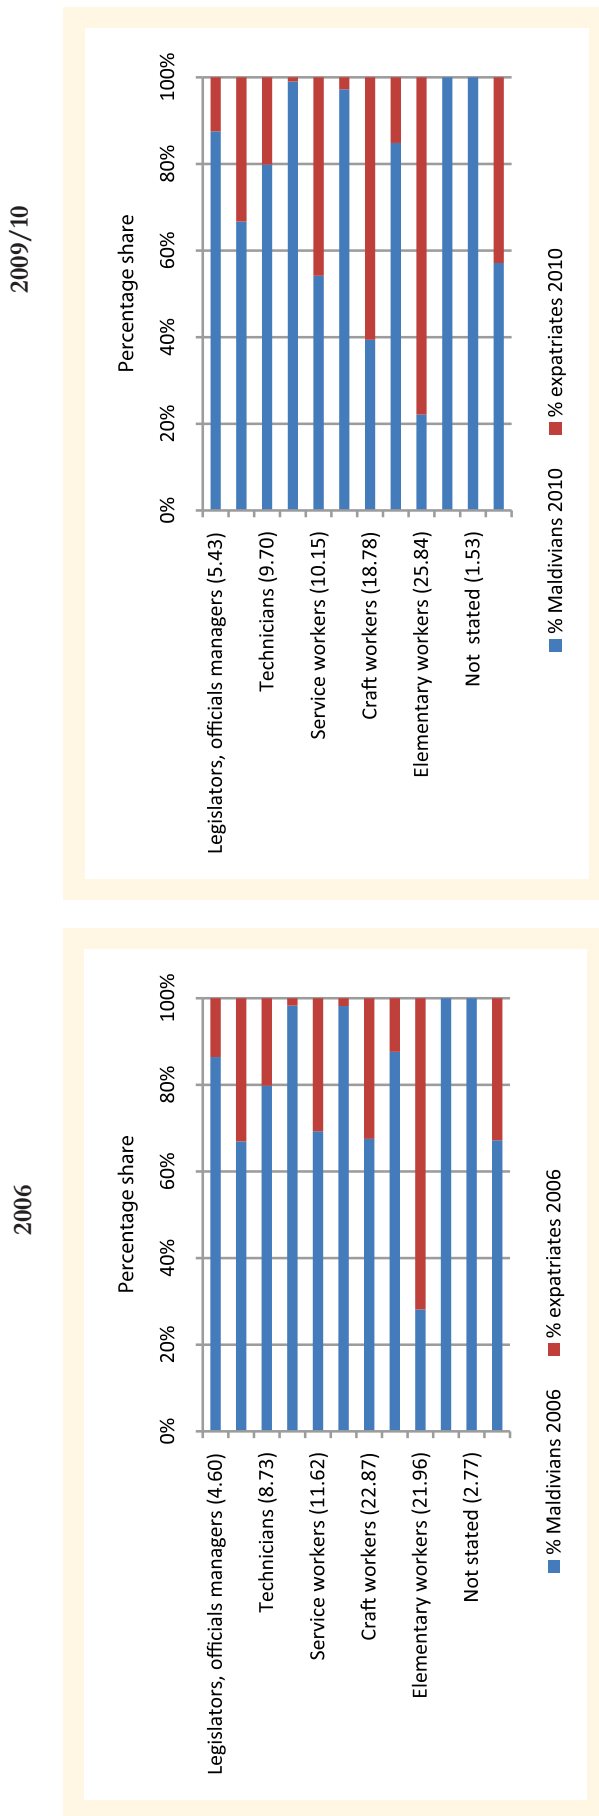 2006
Percentage share
0% 20% 40% 60% 80% 100%
Legislators, officials managers (4.60)
Technicians (8.73)
Service workers (11.62)
Craft workers (22.87)
Elementary workers (21.96)
Not stated (2.77)
% Maldivians 2006 % expatriates 2006
2009/10
Percentage share
0% 20% 40% 60% 80% 100%
Legislators, officials managers (5.43)
Technicians (9.70)
Service workers (10.15)
Craft workers (18.78)
Elementary workers (25.84)
Not stated (1.53)
% Maldivians 2010 % expatriates 2010